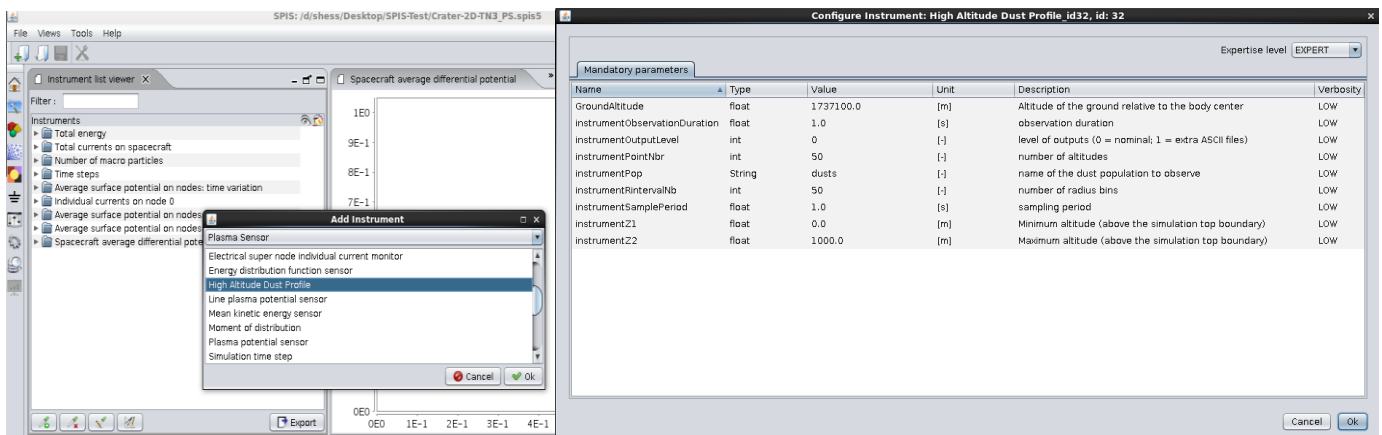 SPIS: /d/shess/Desktop/SPIS-Test/Crater-2D-TN3_PS.spis5
File Views Tools Help
Instrument list viewer X
Spacecraft average differential potential
»
Filter :
Instruments
Total energy
Total currents on spacecraft
Number of macro particles
Time steps
Average surface potential on nodes: time variation
Individual currents on node 0
Average surface potential on nodes
Average surface potential on nodes
Spacecraft average differential pote
1E0
9E-1
8E-1
7E-1
0E0
0E0 1E-1 2E-1 3E-1 4E-1
Export
Add Instrument
Plasma Sensor
Electrical super node individual current monitor
Energy distribution function sensor
High Altitude Dust Profile
Line plasma potential sensor
Mean kinetic energy sensor
Moment of distribution
Plasma potential sensor
Simulation time step
Cancel Ok
Configure Instrument: High Altitude Dust Profile_id32, id: 32
Expertise level EXPERT
Mandatory parameters
Name Type Value Unit Description Verbosity
GroundAltitude float 1737100.0 [m] Altitude of the ground relative to the body center LOW
instrumentObservationDuration float 1.0 [s] observation duration LOW
instrumentOutputLevel int 0 [-] level of outputs (0 = nominal; 1 = extra ASCII files) LOW
instrumentPointNbr int 50 [-] number of altitudes LOW
instrumentPop String dusts [-] name of the dust population to observe LOW
instrumentRintervalNb int 50 [-] number of radius bins LOW
instrumentSamplePeriod float 1.0 [s] sampling period LOW
instrumentZ1 float 0.0 [m] Minimum altitude (above the simulation top boundary) LOW
instrumentZ2 float 1000.0 [m] Maximum altitude (above the simulation top boundary) LOW
Cancel Ok